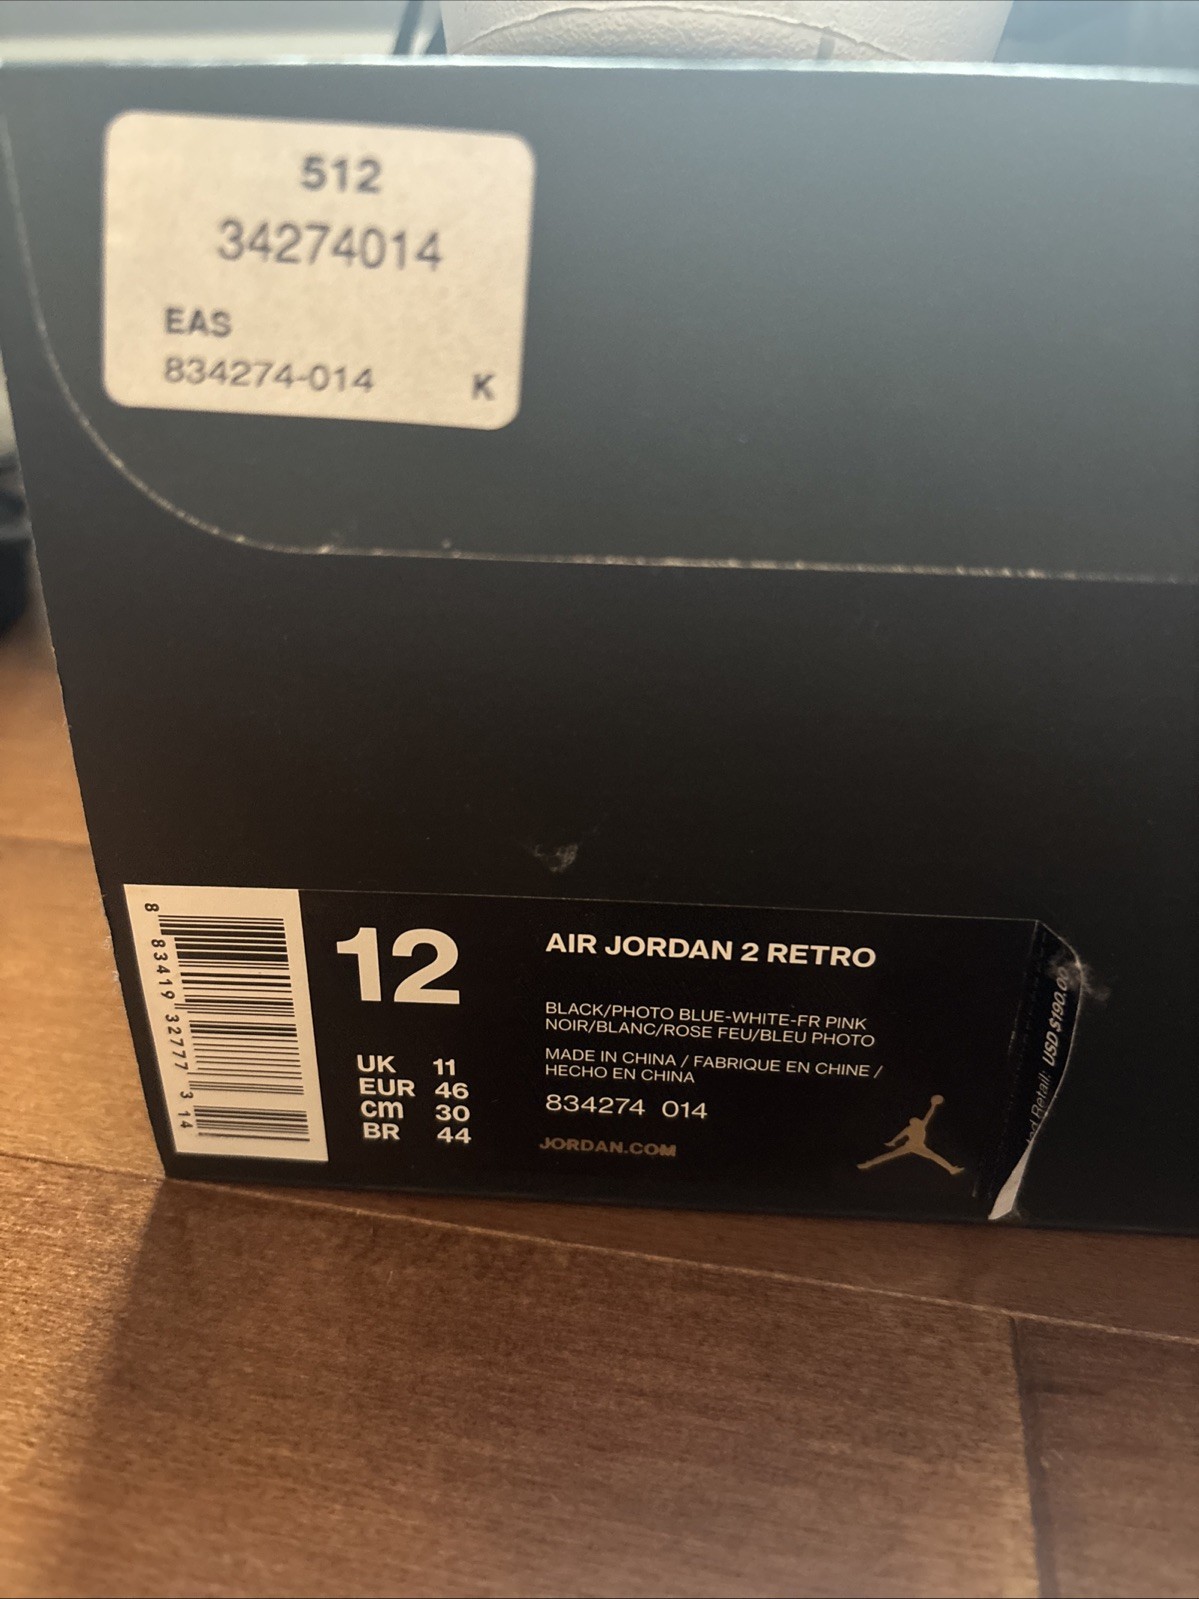 512
34274014
EAS
834274-014 K
8 83419 32777 3 14
12
UK 11
EUR 46
cm 30
BR 44
AIR JORDAN 2 RETRO
BLACK/PHOTO BLUE-WHITE-FR PINK
NOIR/BLANC/ROSE FEU/BLEU PHOTO
MADE IN CHINA / FABRIQUE EN CHINE /
HECHO EN CHINA
834274 014
JORDAN.COM
Retail: USD $190.00